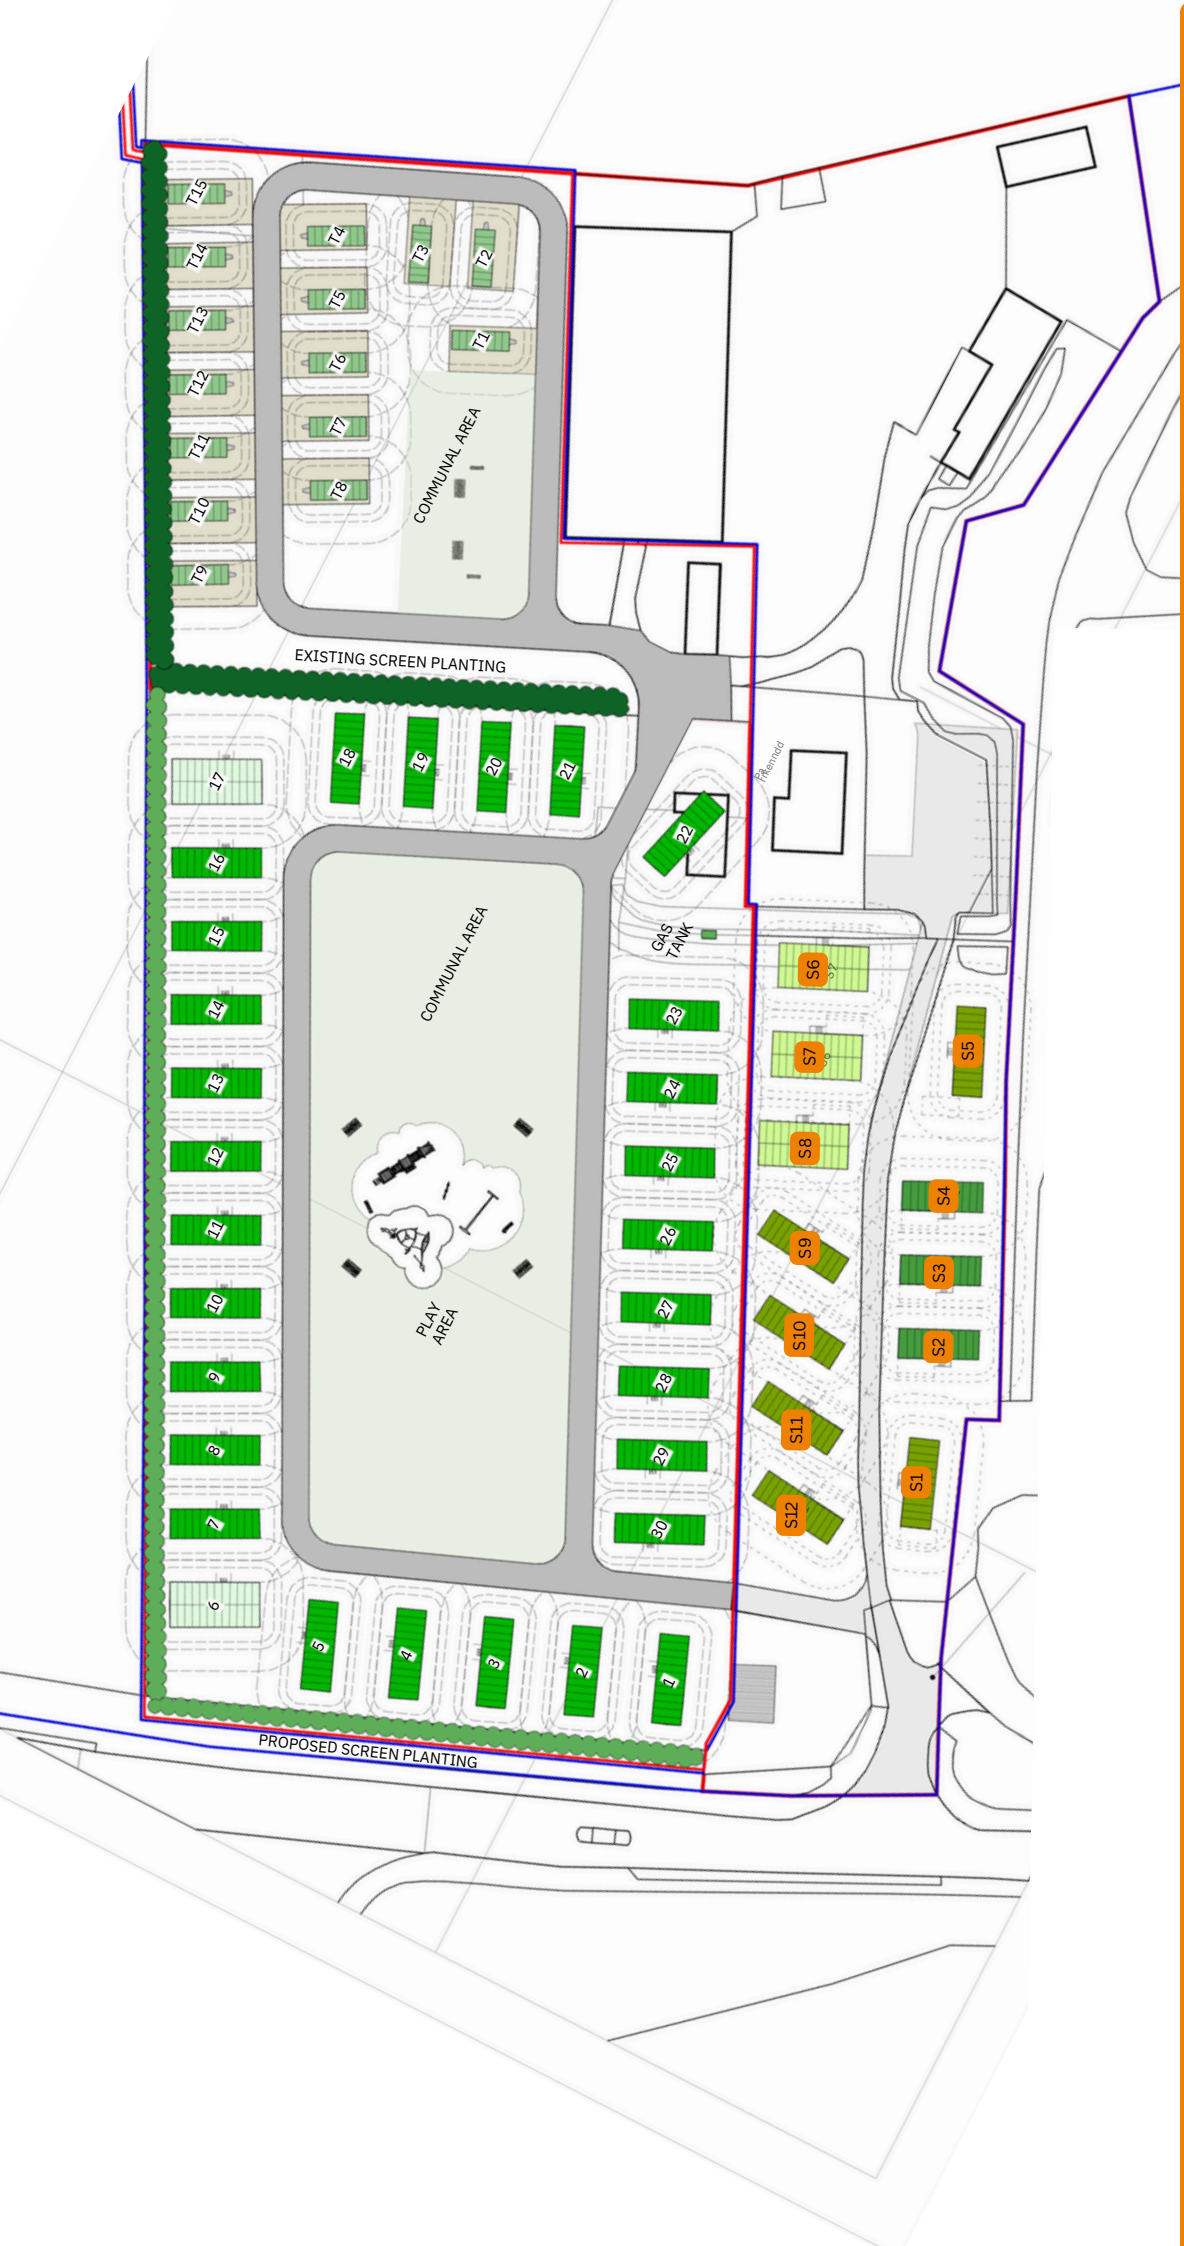 T15
T14
T13
T12
T11
T10
T9
T4
T5
T6
T7
T8
T3
T2
T1
COMMUNAL AREA
EXISTING SCREEN PLANTING
18
19
20
21
17
16
15
14
13
12
11
10
9
8
7
6
22
GAS
TANK
COMMUNAL AREA
PLAY
AREA
23
24
25
26
27
28
29
30
S6
S7
S8
S9
S10
S11
S12
S5
S4
S3
S2
S1
5
4
3
2
1
PROPOSED SCREEN PLANTING